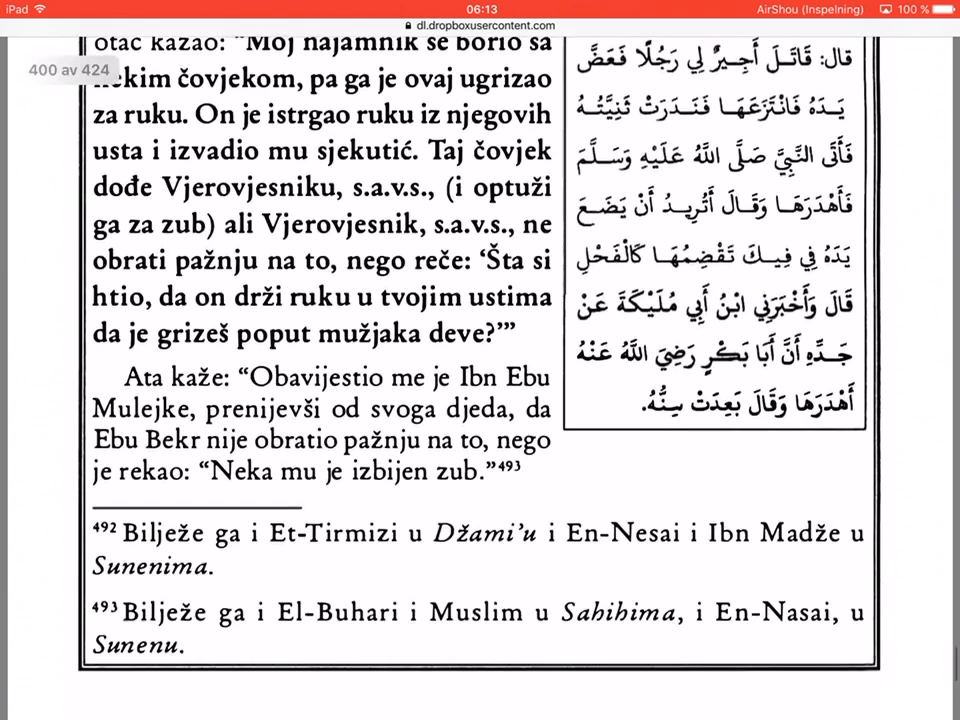 iPad 06:13 AirShou (Inspelning) 100 %
dl.dropboxusercontent.com
400 av 424
otac kazao: “Moj najamnik se borio sa
nekim čovjekom, pa ga je ovaj ugrizao
za ruku. On je istrgao ruku iz njegovih
usta i izvadio mu sjekutić. Taj čovjek
dođe Vjerovjesniku, s.a.v.s., (i optuži
ga za zub) ali Vjerovjesnik, s.a.v.s., ne
obrati pažnju na to, nego reče: ‘Šta si
htio, da on drži ruku u tvojim ustima
da je grizeš poput mužjaka deve?’”
Ata kaže: “Obavijestio me je Ibn Ebu
Mulejke, prenijevši od svoga djeda, da
Ebu Bekr nije obratio pažnju na to, nego
je rekao: “Neka mu je izbijen zub.”⁴⁹³
قال: قَاتَلَ أَجِيرٌ لِي رَجُلًا فَعَضَّ
يَدَهُ فَانْتَزَعَهَا فَنَدَرَتْ ثَنِيَّتُهُ
فَأَتَى النَّبِيَّ صَلَّى اللَّهُ عَلَيْهِ وَسَلَّمَ
فَأَهْدَرَهَا وَقَالَ أَتُرِيدُ أَنْ يَضَعَ
يَدَهُ فِي فِيكَ تَقْضِمُهَا كَالْفَحْلِ
قَالَ وَأَخْبَرَنِي ابْنُ أَبِي مُلَيْكَةَ عَنْ
جَدِّهِ أَنَّ أَبَا بَكْرٍ رَضِيَ اللَّهُ عَنْهُ
أَهْدَرَهَا وَقَالَ بَعِدَتْ سِنُّهُ.
⁴⁹² Bilježe ga i Et-Tirmizi u Džami’u i En-Nesai i Ibn Madže u
Sunenima.
⁴⁹³ Bilježe ga i El-Buhari i Muslim u Sahihima, i En-Nasai, u
Sunenu.